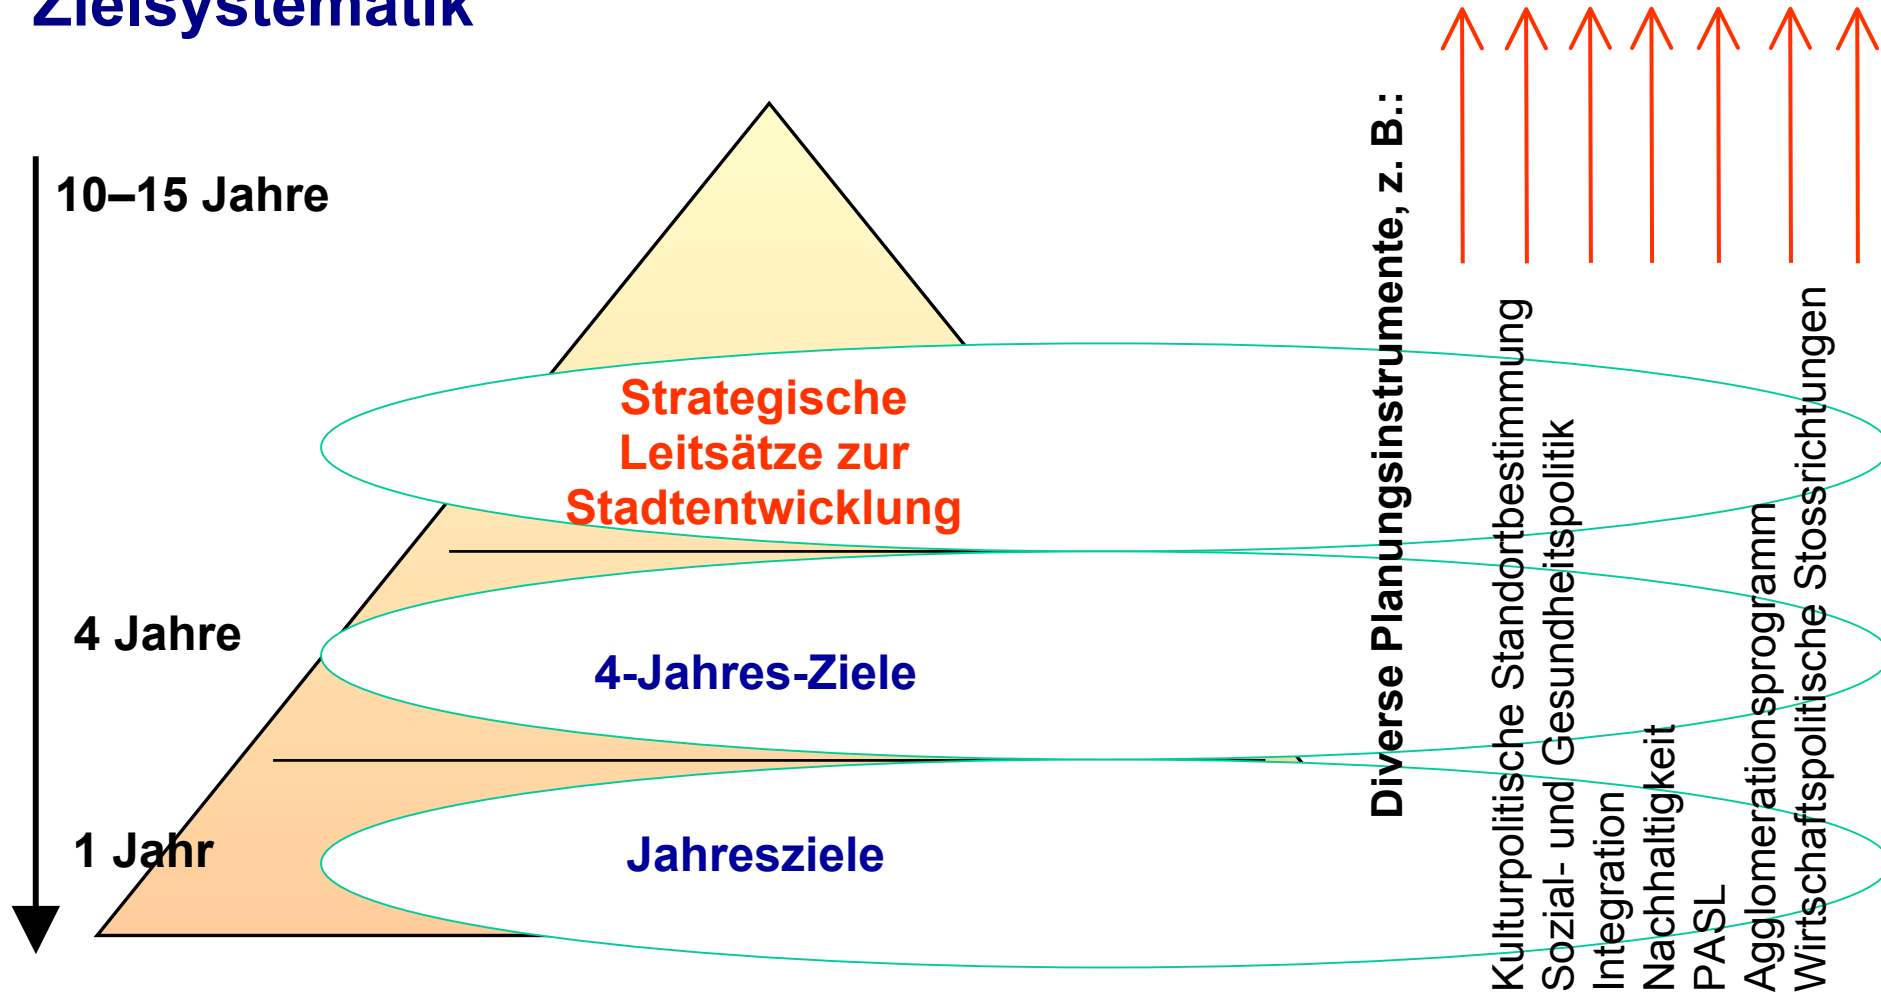 Zielsystematik
10–15 Jahre
Strategische
Leitsätze zur
Stadtentwicklung
4 Jahre
4-Jahres-Ziele
1 Jahr
Jahresziele
Diverse Planungsinstrumente, z. B.:
Kulturpolitische Standortbestimmung
Sozial- und Gesundheitspolitik
Integration
Nachhaltigkeit
PASL
Agglomerationsprogramm
Wirtschaftspolitische Stossrichtungen